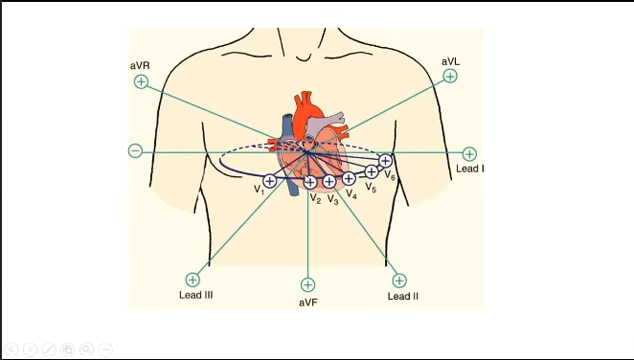 aVR
aVL
Lead I
V1
V2
V3
V4
V5
V6
Lead III
aVF
Lead II